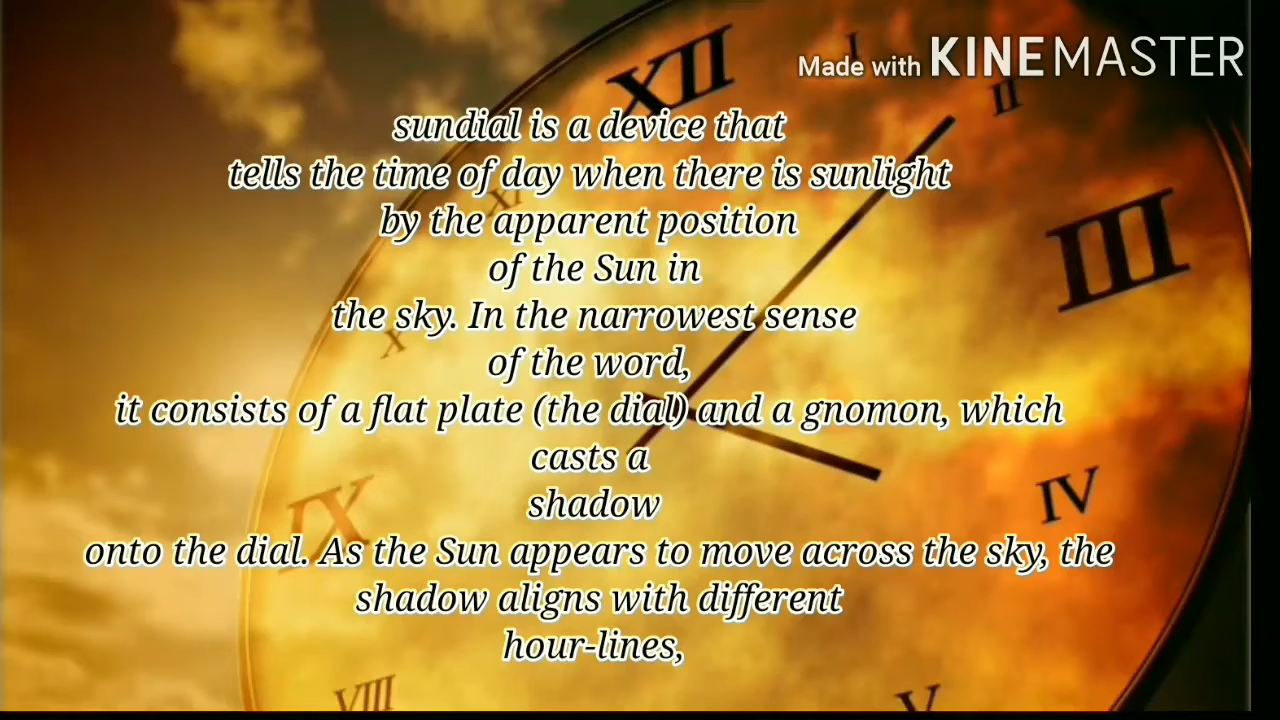 Made with KINEMASTER
XII
I
II
sundial is a device that
tells the time of day when there is sunlight
XI
by the apparent position
III
of the Sun in
the sky. In the narrowest sense
X
of the word,
it consists of a flat plate (the dial) and a gnomon, which
casts a
IV
shadow
IX
onto the dial. As the Sun appears to move across the sky, the
shadow aligns with different
hour-lines,
VIII
V